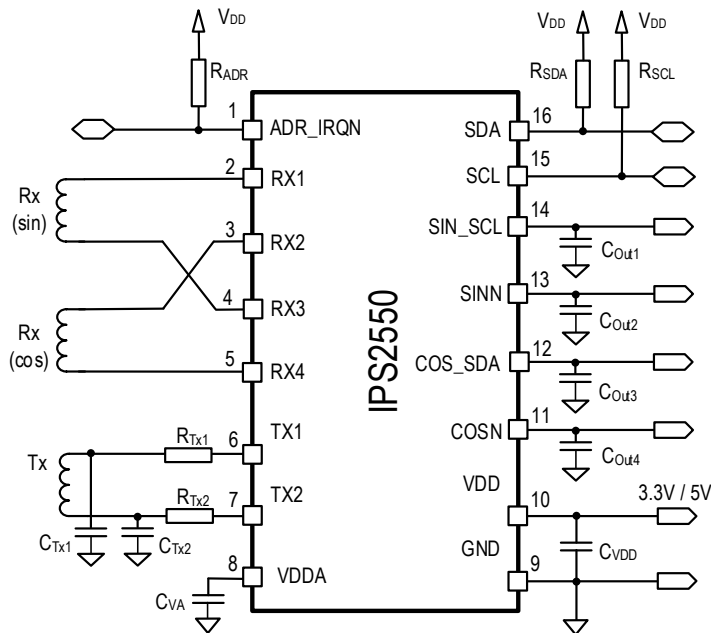 VDD
VDD
VDD
RADR
RSDA
RSCL
1
ADR_IRQN
SDA
16
2
RX1
SCL
15
Rx
(sin)
3
RX2
SIN_SCL
14
COut1
4
RX3
SINN
13
COut2
Rx
(cos)
5
RX4
COS_SDA
12
COut3
IPS2550
TX1
6
RTx1
COSN
11
COut4
Tx
TX2
7
RTx2
VDD
10
3.3V / 5V
CTx1
CTx2
8
VDDA
GND
9
CVDD
CVA